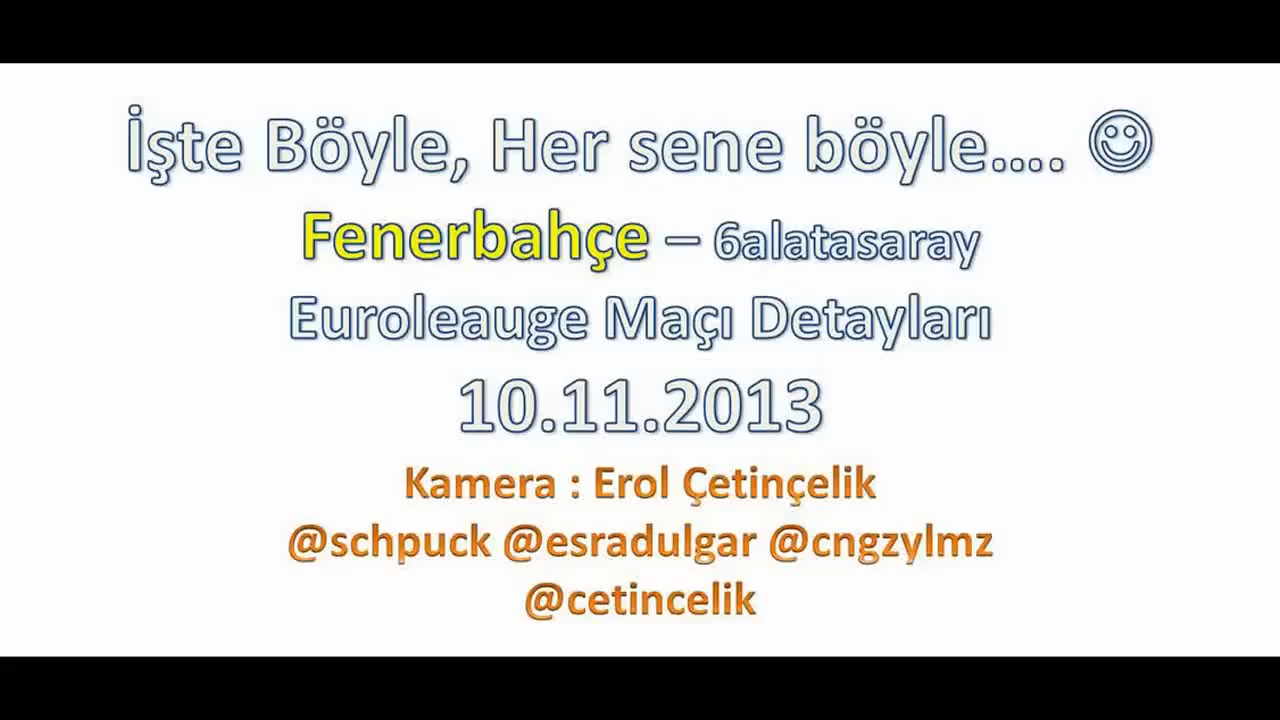 İşte Böyle, Her sene böyle.... ☺
Fenerbahçe – 6alatasaray
Euroleauge Maçı Detayları
10.11.2013
Kamera : Erol Çetinçelik
@schpuck @esradulgar @cngzylmz
@cetincelik